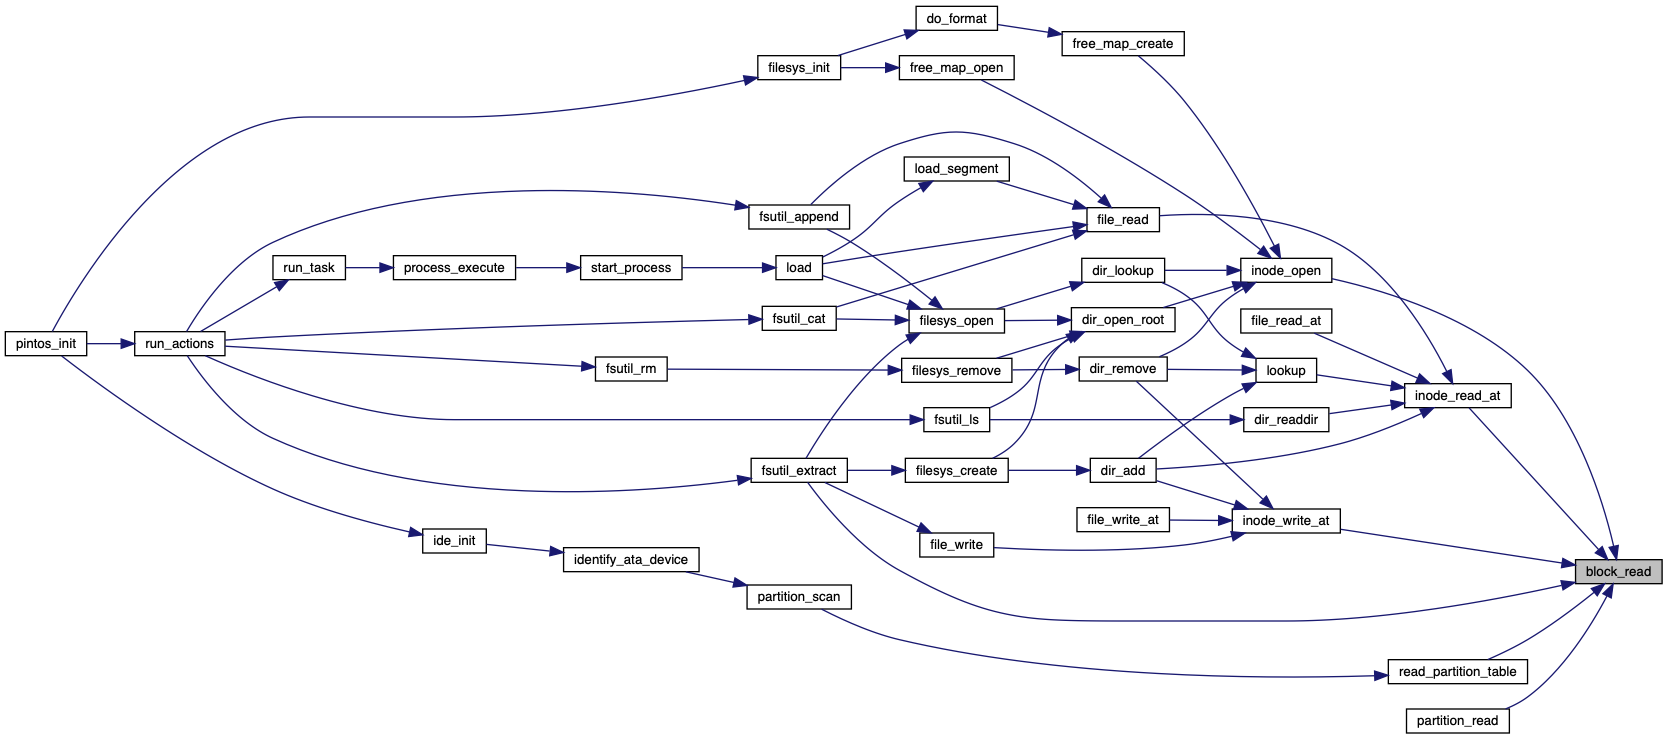 do_format
free_map_create
filesys_init
free_map_open
load_segment
fsutil_append
file_read
run_task
process_execute
start_process
load
dir_lookup
inode_open
fsutil_cat
filesys_open
dir_open_root
file_read_at
pintos_init
run_actions
fsutil_rm
filesys_remove
dir_remove
lookup
inode_read_at
fsutil_ls
dir_readdir
fsutil_extract
filesys_create
dir_add
file_write_at
inode_write_at
ide_init
file_write
identify_ata_device
block_read
partition_scan
read_partition_table
partition_read